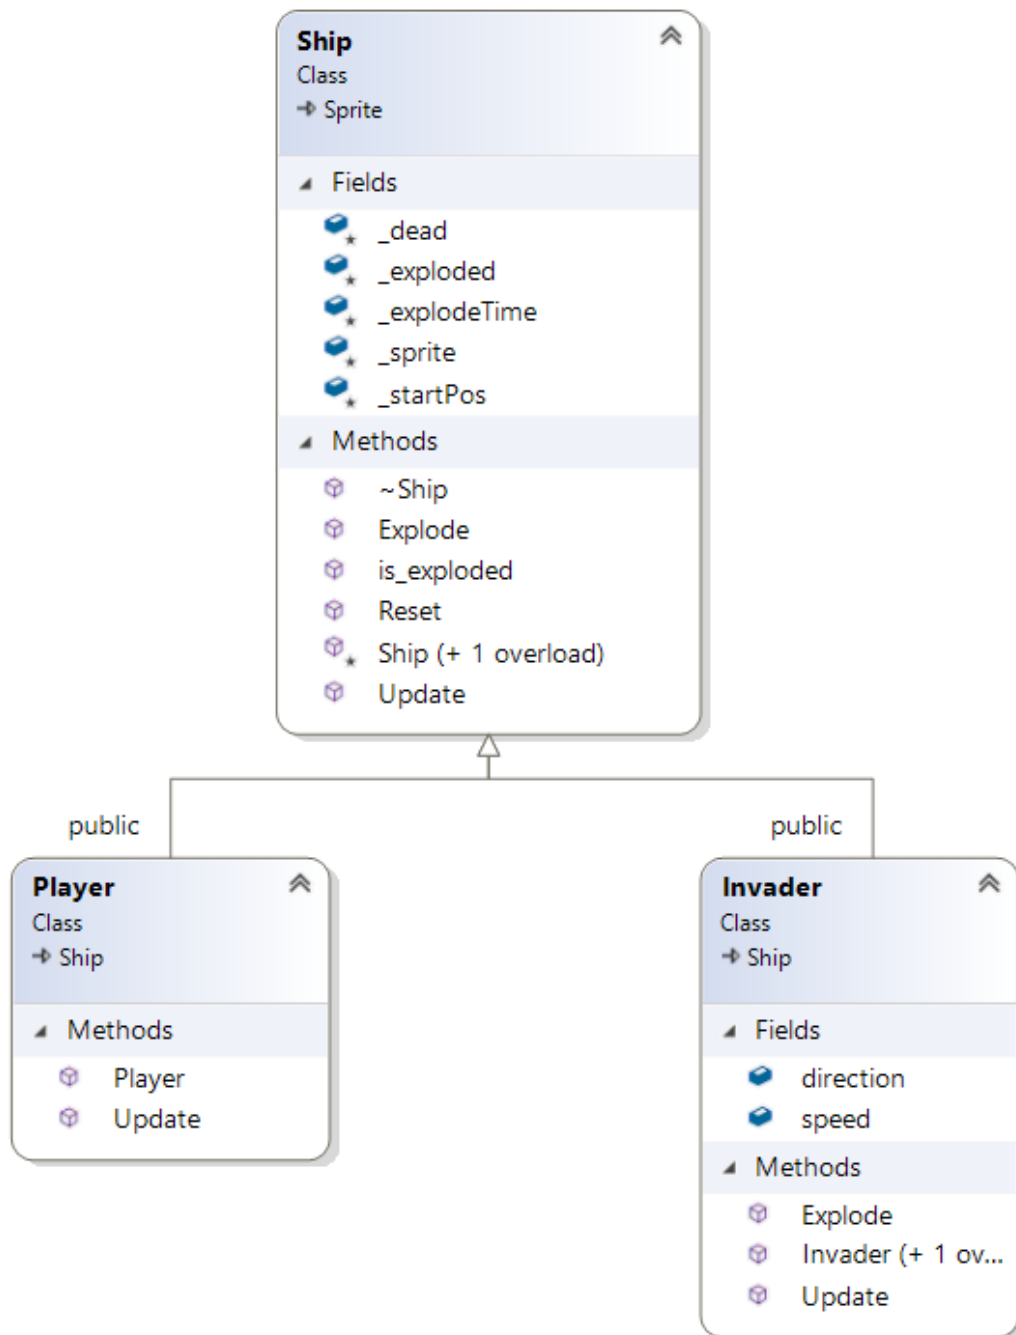 Ship
Class
Sprite
Fields
_dead
_exploded
_explodeTime
_sprite
_startPos
Methods
~Ship
Explode
is_exploded
Reset
Ship (+ 1 overload)
Update
public
public
Player
Class
Ship
Methods
Player
Update
Invader
Class
Ship
Fields
direction
speed
Methods
Explode
Invader (+ 1 ov...
Update